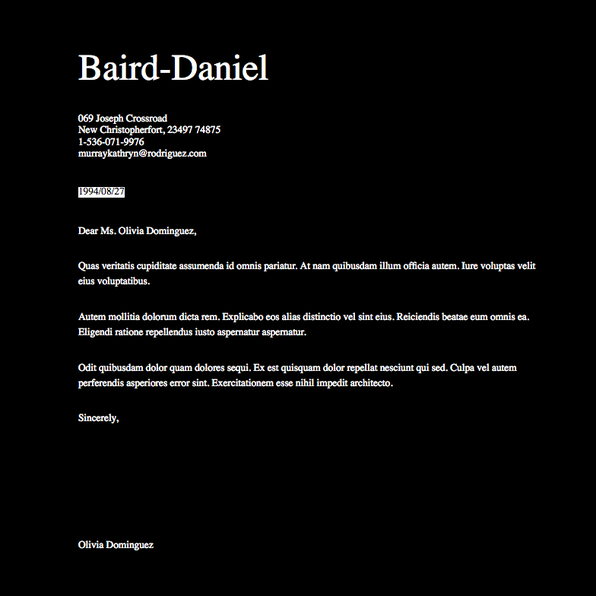 Baird-Daniel
069 Joseph Crossroad
New Christopherfort, 23497 74875
1-536-071-9976
murraykathryn@rodriguez.com
1994/08/27
Dear Ms. Olivia Dominguez,
Quas veritatis cupiditate assumenda id omnis pariatur. At nam quibusdam illum officia autem. Iure voluptas velit
eius voluptatibus.
Autem mollitia dolorum dicta rem. Explicabo eos alias distinctio vel sint eius. Reiciendis beatae eum omnis ea.
Eligendi ratione repellendus iusto aspernatur aspernatur.
Odit quibusdam dolor quam dolores sequi. Ex est quisquam dolor repellat nesciunt qui sed. Culpa vel autem
perferendis asperiores error sint. Exercitationem esse nihil impedit architecto.
Sincerely,
Olivia Dominguez